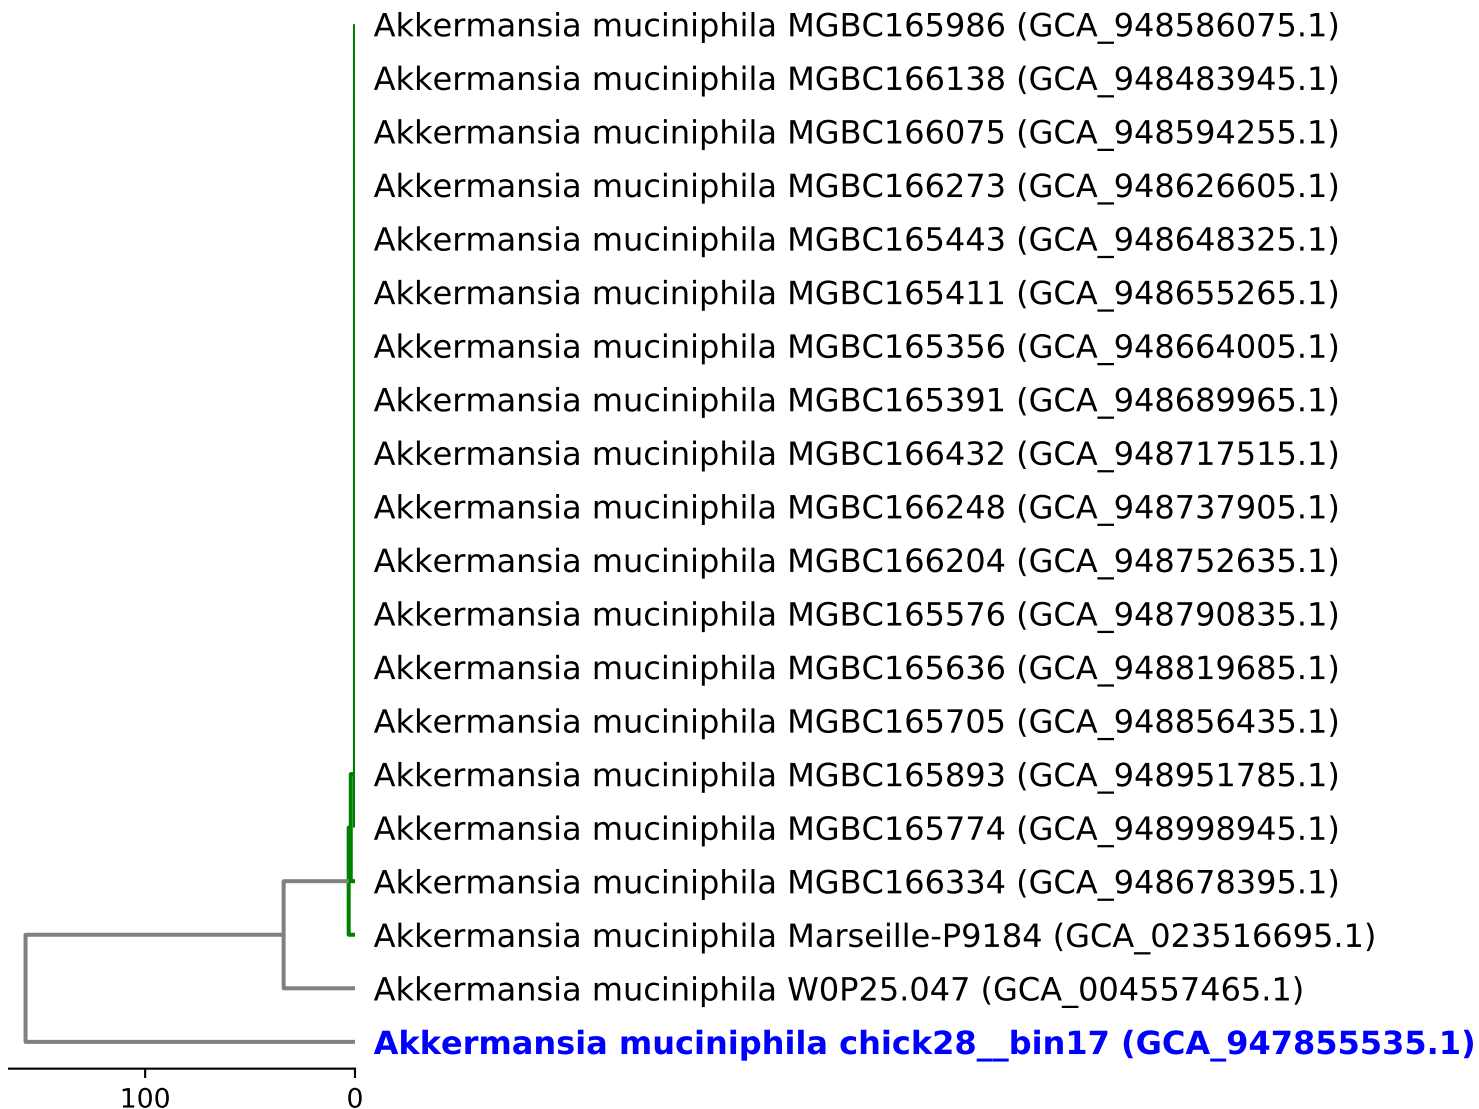 Akkermansia muciniphila MGBC165986 (GCA_948586075.1)
Akkermansia muciniphila MGBC166138 (GCA_948483945.1)
Akkermansia muciniphila MGBC166075 (GCA_948594255.1)
Akkermansia muciniphila MGBC166273 (GCA_948626605.1)
Akkermansia muciniphila MGBC165443 (GCA_948648325.1)
Akkermansia muciniphila MGBC165411 (GCA_948655265.1)
Akkermansia muciniphila MGBC165356 (GCA_948664005.1)
Akkermansia muciniphila MGBC165391 (GCA_948689965.1)
Akkermansia muciniphila MGBC166432 (GCA_948717515.1)
Akkermansia muciniphila MGBC166248 (GCA_948737905.1)
Akkermansia muciniphila MGBC166204 (GCA_948752635.1)
Akkermansia muciniphila MGBC165576 (GCA_948790835.1)
Akkermansia muciniphila MGBC165636 (GCA_948819685.1)
Akkermansia muciniphila MGBC165705 (GCA_948856435.1)
Akkermansia muciniphila MGBC165893 (GCA_948951785.1)
Akkermansia muciniphila MGBC165774 (GCA_948998945.1)
Akkermansia muciniphila MGBC166334 (GCA_948678395.1)
Akkermansia muciniphila Marseille-P9184 (GCA_023516695.1)
Akkermansia muciniphila W0P25.047 (GCA_004557465.1)
Akkermansia muciniphila chick28__bin17 (GCA_947855535.1)
100 0